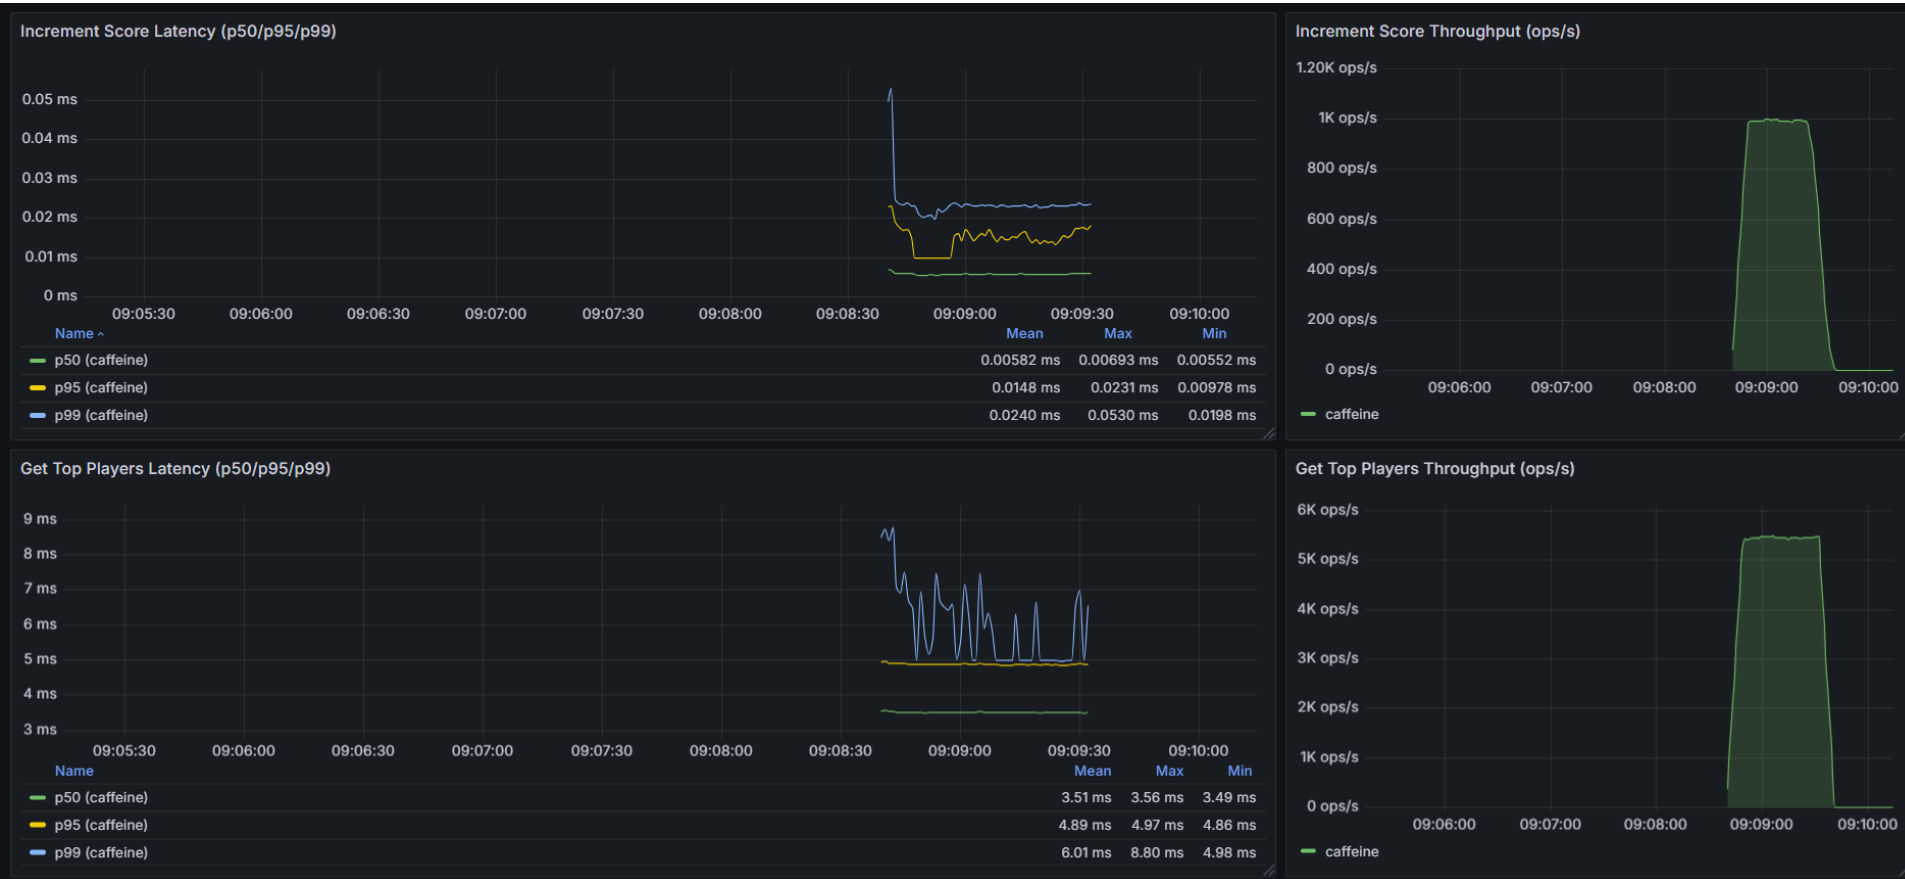 Increment Score Latency (p50/p95/p99)
0.05 ms
0.04 ms
0.03 ms
0.02 ms
0.01 ms
0 ms
09:05:30 09:06:00 09:06:30 09:07:00 09:07:30 09:08:00 09:08:30 09:09:00 09:09:30 09:10:00
Name Mean Max Min
p50 (caffeine) 0.00582 ms 0.00693 ms 0.00552 ms
p95 (caffeine) 0.0148 ms 0.0231 ms 0.00978 ms
p99 (caffeine) 0.0240 ms 0.0530 ms 0.0198 ms
Increment Score Throughput (ops/s)
1.20K ops/s
1K ops/s
800 ops/s
600 ops/s
400 ops/s
200 ops/s
0 ops/s
09:06:00 09:07:00 09:08:00 09:09:00 09:10:00
caffeine
Get Top Players Latency (p50/p95/p99)
9 ms
8 ms
7 ms
6 ms
5 ms
4 ms
3 ms
09:05:30 09:06:00 09:06:30 09:07:00 09:07:30 09:08:00 09:08:30 09:09:00 09:09:30 09:10:00
Name Mean Max Min
p50 (caffeine) 3.51 ms 3.56 ms 3.49 ms
p95 (caffeine) 4.89 ms 4.97 ms 4.86 ms
p99 (caffeine) 6.01 ms 8.80 ms 4.98 ms
Get Top Players Throughput (ops/s)
6K ops/s
5K ops/s
4K ops/s
3K ops/s
2K ops/s
1K ops/s
0 ops/s
09:06:00 09:07:00 09:08:00 09:09:00 09:10:00
caffeine